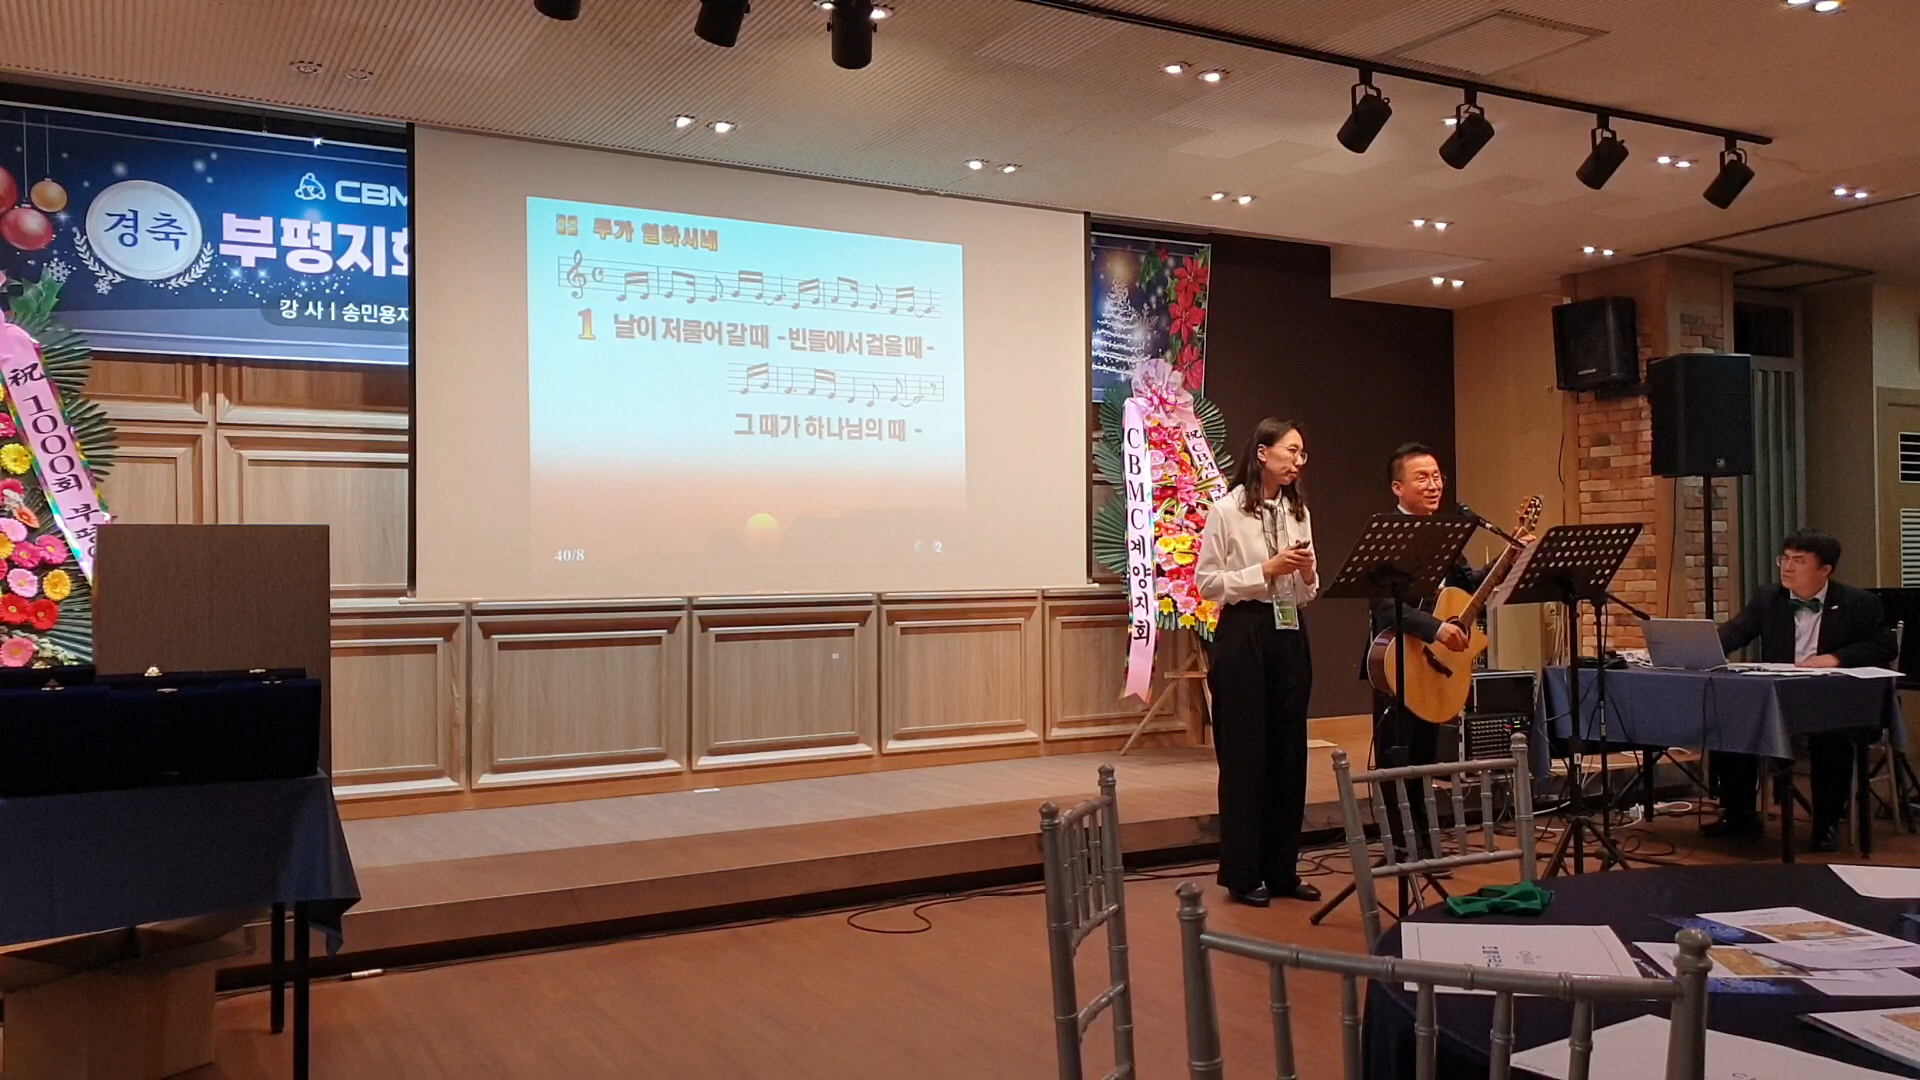 CBM
경축
부평지회
강 사 | 송민용
주가 일하시네
1 날이 저물어 갈 때 - 빈들에서 걸을 때 -
그 때가 하나님의 때 -
40/8
2
祝 1000회 부평
CBMC계양지회
祝 CBMC